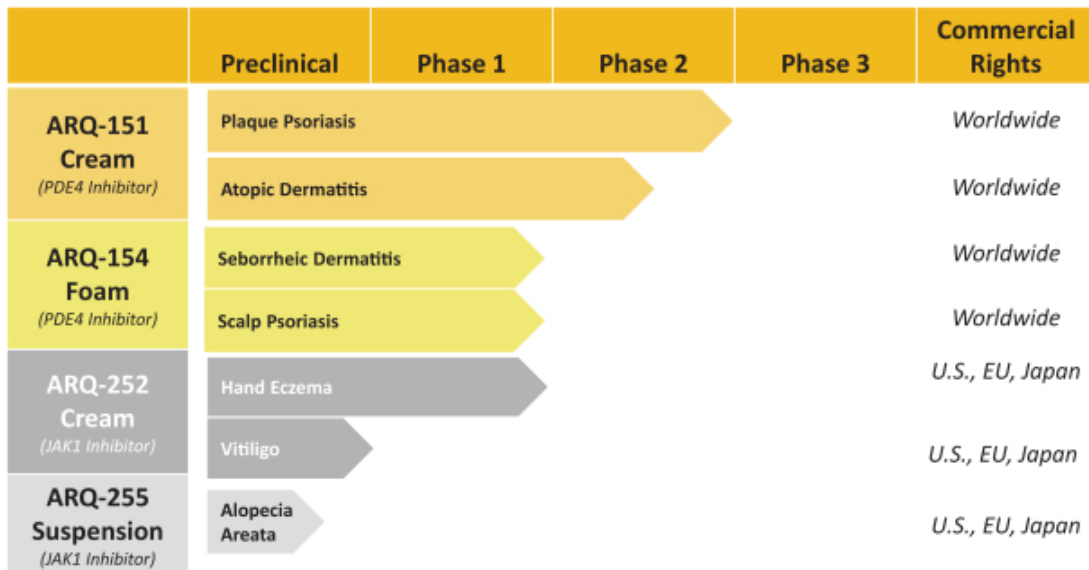 Preclinical
Phase 1
Phase 2
Phase 3
Commercial
Rights
ARQ-151
Cream
(PDE4 Inhibitor)
Plaque Psoriasis
Worldwide
Atopic Dermatitis
Worldwide
ARQ-154
Foam
(PDE4 Inhibitor)
Seborrheic Dermatitis
Worldwide
Scalp Psoriasis
Worldwide
ARQ-252
Cream
(JAK1 Inhibitor)
Hand Eczema
U.S., EU, Japan
Vitiligo
U.S., EU, Japan
ARQ-255
Suspension
(JAK1 Inhibitor)
Alopecia
Areata
U.S., EU, Japan